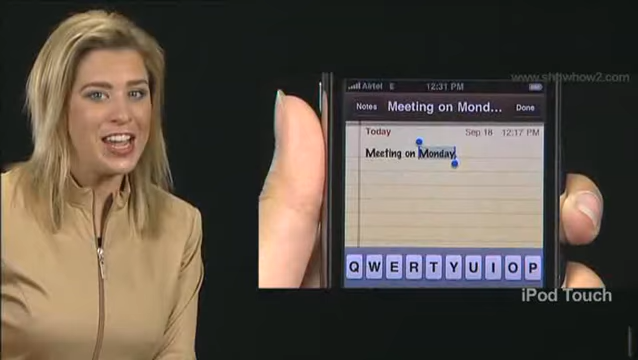 www.showhow2.com
Airtel E 12:31 PM
Notes Meeting on Mond... Done
Today Sep 18 12:17 PM
Meeting on Monday
Q W E R T Y U I O P
iPod Touch